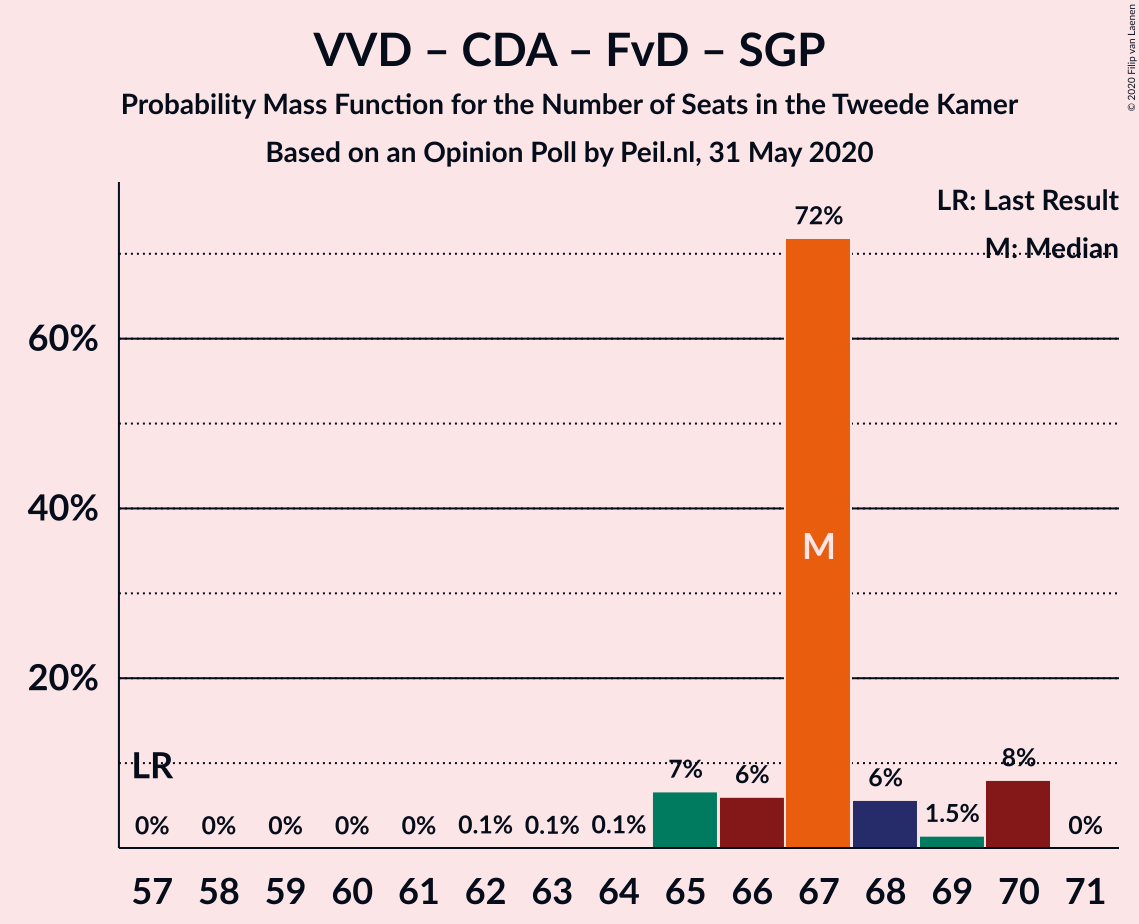 VVD – CDA – FvD – SGP
Probability Mass Function for the Number of Seats in the Tweede Kamer
Based on an Opinion Poll by Peil.nl, 31 May 2020
© 2020 Filip van Laenen
LR: Last Result
M: Median
72%
60%
40%
M
20%
LR
0% 0% 0% 0% 0% 0.1% 0.1% 0.1% 7% 6% 6% 1.5% 8% 0%
57 58 59 60 61 62 63 64 65 66 67 68 69 70 71